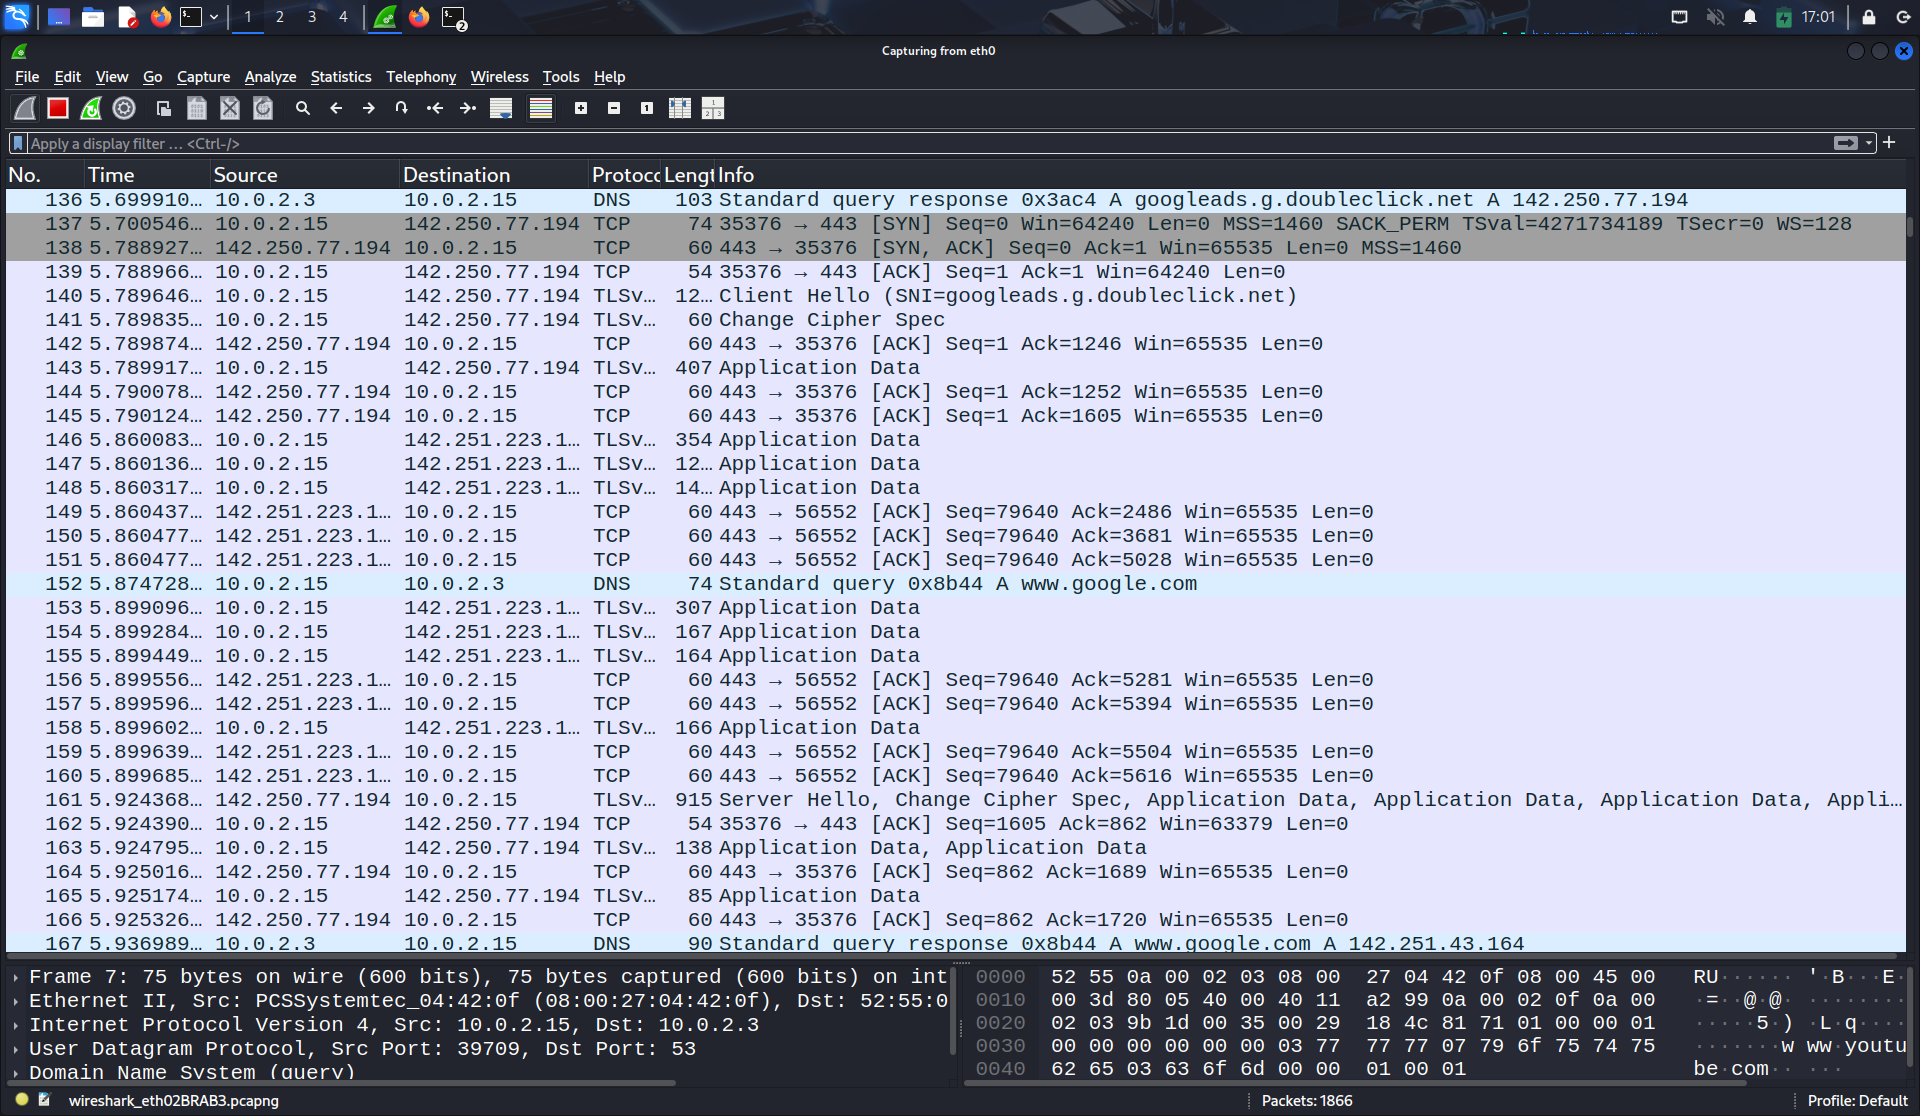 1 2 3 4 2 17:01
Capturing from eth0
File Edit View Go Capture Analyze Statistics Telephony Wireless Tools Help
Apply a display filter … <Ctrl-/>
No. Time Source Destination Protoc Lengt Info
136 5.699910… 10.0.2.3 10.0.2.15 DNS 103 Standard query response 0x3ac4 A googleads.g.doubleclick.net A 142.250.77.194
137 5.700546… 10.0.2.15 142.250.77.194 TCP 74 35376 → 443 [SYN] Seq=0 Win=64240 Len=0 MSS=1460 SACK_PERM TSval=4271734189 TSecr=0 WS=128
138 5.788927… 142.250.77.194 10.0.2.15 TCP 60 443 → 35376 [SYN, ACK] Seq=0 Ack=1 Win=65535 Len=0 MSS=1460
139 5.788966… 10.0.2.15 142.250.77.194 TCP 54 35376 → 443 [ACK] Seq=1 Ack=1 Win=64240 Len=0
140 5.789646… 10.0.2.15 142.250.77.194 TLSv… 12… Client Hello (SNI=googleads.g.doubleclick.net)
141 5.789835… 10.0.2.15 142.250.77.194 TLSv… 60 Change Cipher Spec
142 5.789874… 142.250.77.194 10.0.2.15 TCP 60 443 → 35376 [ACK] Seq=1 Ack=1246 Win=65535 Len=0
143 5.789917… 10.0.2.15 142.250.77.194 TLSv… 407 Application Data
144 5.790078… 142.250.77.194 10.0.2.15 TCP 60 443 → 35376 [ACK] Seq=1 Ack=1252 Win=65535 Len=0
145 5.790124… 142.250.77.194 10.0.2.15 TCP 60 443 → 35376 [ACK] Seq=1 Ack=1605 Win=65535 Len=0
146 5.860083… 10.0.2.15 142.251.223.1… TLSv… 354 Application Data
147 5.860136… 10.0.2.15 142.251.223.1… TLSv… 12… Application Data
148 5.860317… 10.0.2.15 142.251.223.1… TLSv… 14… Application Data
149 5.860437… 142.251.223.1… 10.0.2.15 TCP 60 443 → 56552 [ACK] Seq=79640 Ack=2486 Win=65535 Len=0
150 5.860477… 142.251.223.1… 10.0.2.15 TCP 60 443 → 56552 [ACK] Seq=79640 Ack=3681 Win=65535 Len=0
151 5.860477… 142.251.223.1… 10.0.2.15 TCP 60 443 → 56552 [ACK] Seq=79640 Ack=5028 Win=65535 Len=0
152 5.874728… 10.0.2.15 10.0.2.3 DNS 74 Standard query 0x8b44 A www.google.com
153 5.899096… 10.0.2.15 142.251.223.1… TLSv… 307 Application Data
154 5.899284… 10.0.2.15 142.251.223.1… TLSv… 167 Application Data
155 5.899449… 10.0.2.15 142.251.223.1… TLSv… 164 Application Data
156 5.899556… 142.251.223.1… 10.0.2.15 TCP 60 443 → 56552 [ACK] Seq=79640 Ack=5281 Win=65535 Len=0
157 5.899596… 142.251.223.1… 10.0.2.15 TCP 60 443 → 56552 [ACK] Seq=79640 Ack=5394 Win=65535 Len=0
158 5.899602… 10.0.2.15 142.251.223.1… TLSv… 166 Application Data
159 5.899639… 142.251.223.1… 10.0.2.15 TCP 60 443 → 56552 [ACK] Seq=79640 Ack=5504 Win=65535 Len=0
160 5.899685… 142.251.223.1… 10.0.2.15 TCP 60 443 → 56552 [ACK] Seq=79640 Ack=5616 Win=65535 Len=0
161 5.924368… 142.250.77.194 10.0.2.15 TLSv… 915 Server Hello, Change Cipher Spec, Application Data, Application Data, Application Data, Appli…
162 5.924390… 10.0.2.15 142.250.77.194 TCP 54 35376 → 443 [ACK] Seq=1605 Ack=862 Win=63379 Len=0
163 5.924795… 10.0.2.15 142.250.77.194 TLSv… 138 Application Data, Application Data
164 5.925016… 142.250.77.194 10.0.2.15 TCP 60 443 → 35376 [ACK] Seq=862 Ack=1689 Win=65535 Len=0
165 5.925174… 10.0.2.15 142.250.77.194 TLSv… 85 Application Data
166 5.925326… 142.250.77.194 10.0.2.15 TCP 60 443 → 35376 [ACK] Seq=862 Ack=1720 Win=65535 Len=0
167 5.936989… 10.0.2.3 10.0.2.15 DNS 90 Standard query response 0x8b44 A www.google.com A 142.251.43.164
Frame 7: 75 bytes on wire (600 bits), 75 bytes captured (600 bits) on int
Ethernet II, Src: PCSSystemtec_04:42:0f (08:00:27:04:42:0f), Dst: 52:55:0
Internet Protocol Version 4, Src: 10.0.2.15, Dst: 10.0.2.3
User Datagram Protocol, Src Port: 39709, Dst Port: 53
Domain Name System (query)
0000 52 55 0a 00 02 03 08 00 27 04 42 0f 08 00 45 00 RU······ '·B···E·
0010 00 3d 80 05 40 00 40 11 a2 99 0a 00 02 0f 0a 00 ·=··@·@· ········
0020 02 03 9b 1d 00 35 00 29 18 4c 81 71 01 00 00 01 ·····5·) ·L·q····
0030 00 00 00 00 00 00 03 77 77 77 07 79 6f 75 74 75 ·······w ww·youtu
0040 62 65 03 63 6f 6d 00 00 01 00 01 be·com·· ···
wireshark_eth02BRAB3.pcapng Packets: 1866 Profile: Default